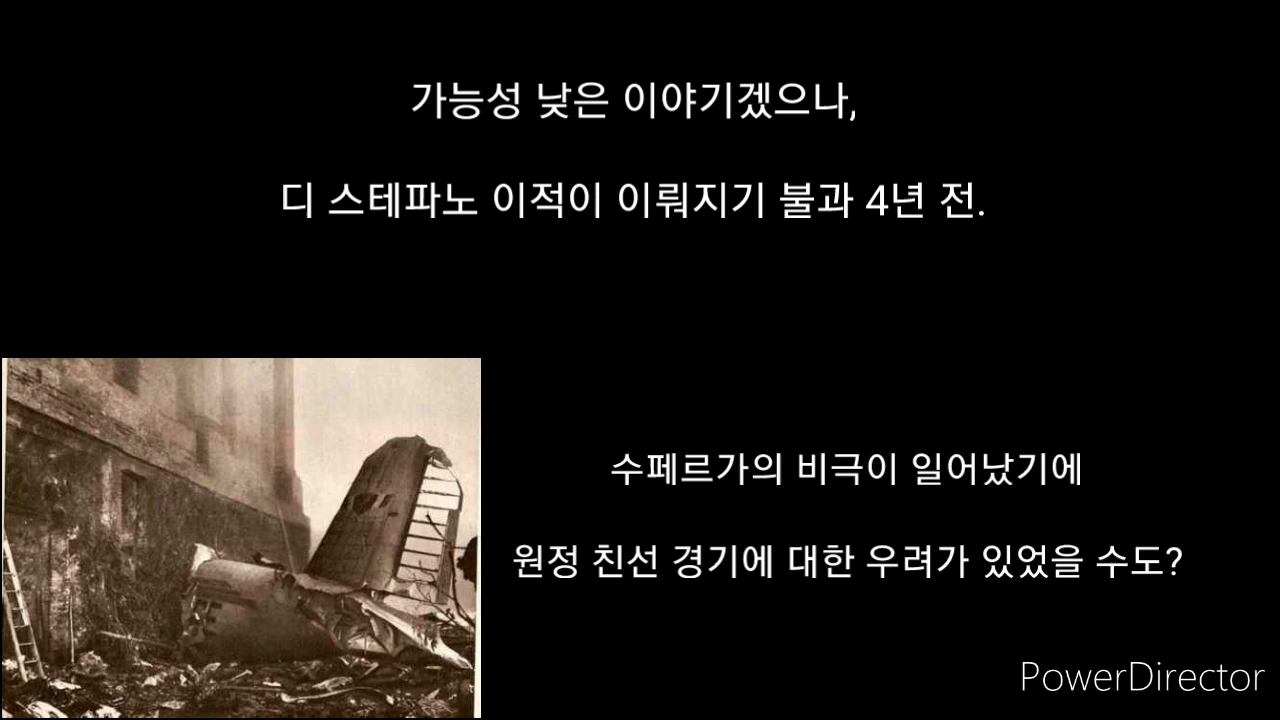 가능성 낮은 이야기겠으나,
디 스테파노 이적이 이뤄지기 불과 4년 전.
수페르가의 비극이 일어났기에
원정 친선 경기에 대한 우려가 있었을 수도?
PowerDirector